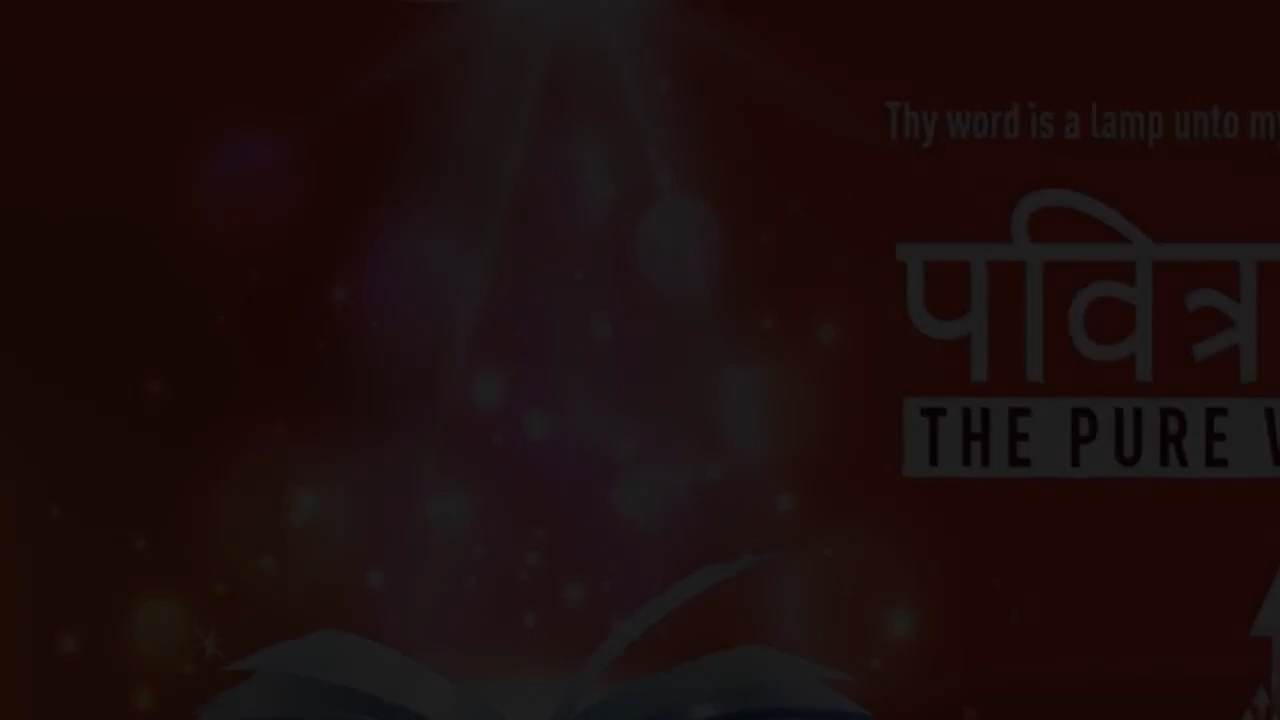 Thy word is a lamp unto
पवित्र
THE PURE